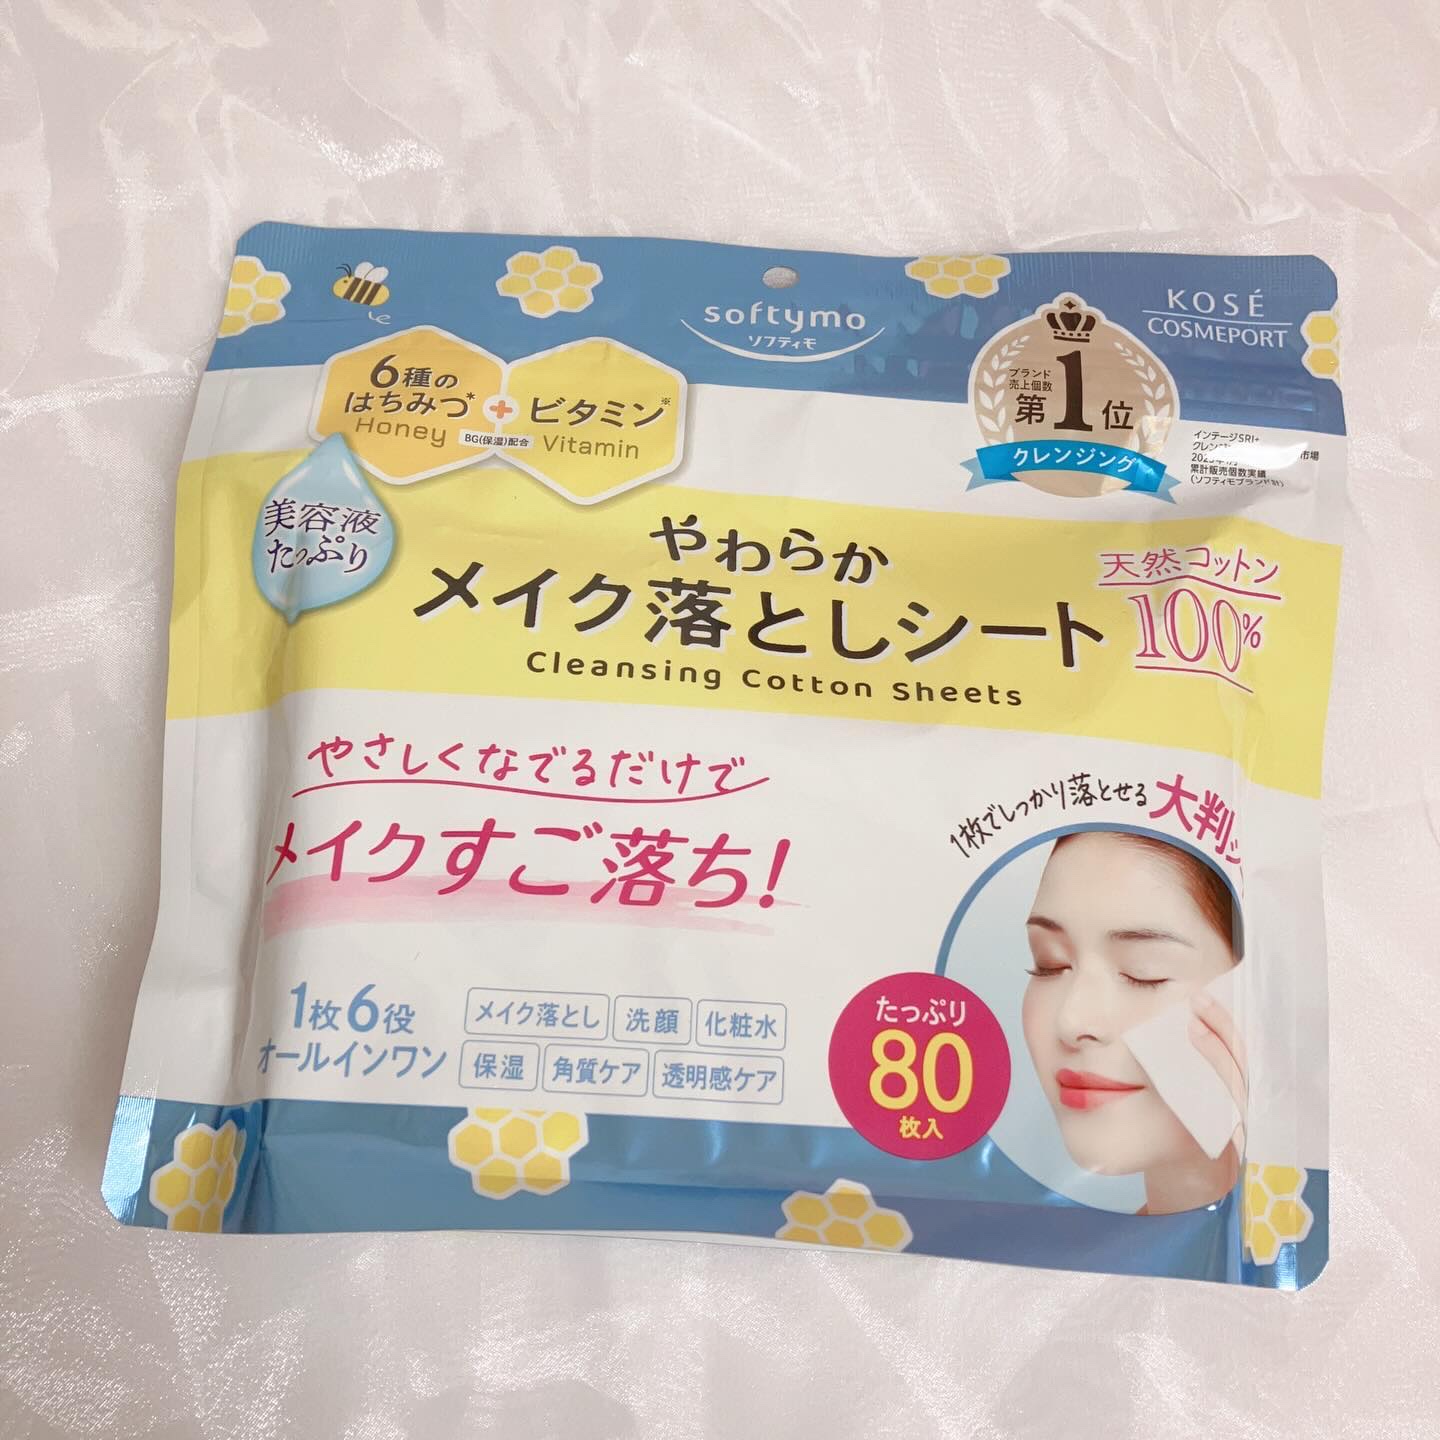 softymo
ソフティモ
KOSÉ
COSMEPORT
6種の
はちみつ*
Honey
+
BG(保湿)配合
ビタミン※
Vitamin
ブランド
売上個数
第1位
クレンジング
インテージSRI+
市場
累計販売個数実績
(ソフティモブランド計)
美容液
たっぷり
やわらか
メイク落としシート
Cleansing Cotton Sheets
天然コットン
100%
やさしくなでるだけで
メイクすご落ち!
1枚でしっかり落とせる
大判
1枚6役
オールインワン
メイク落とし 洗顔 化粧水
保湿 角質ケア 透明感ケア
たっぷり
80
枚入